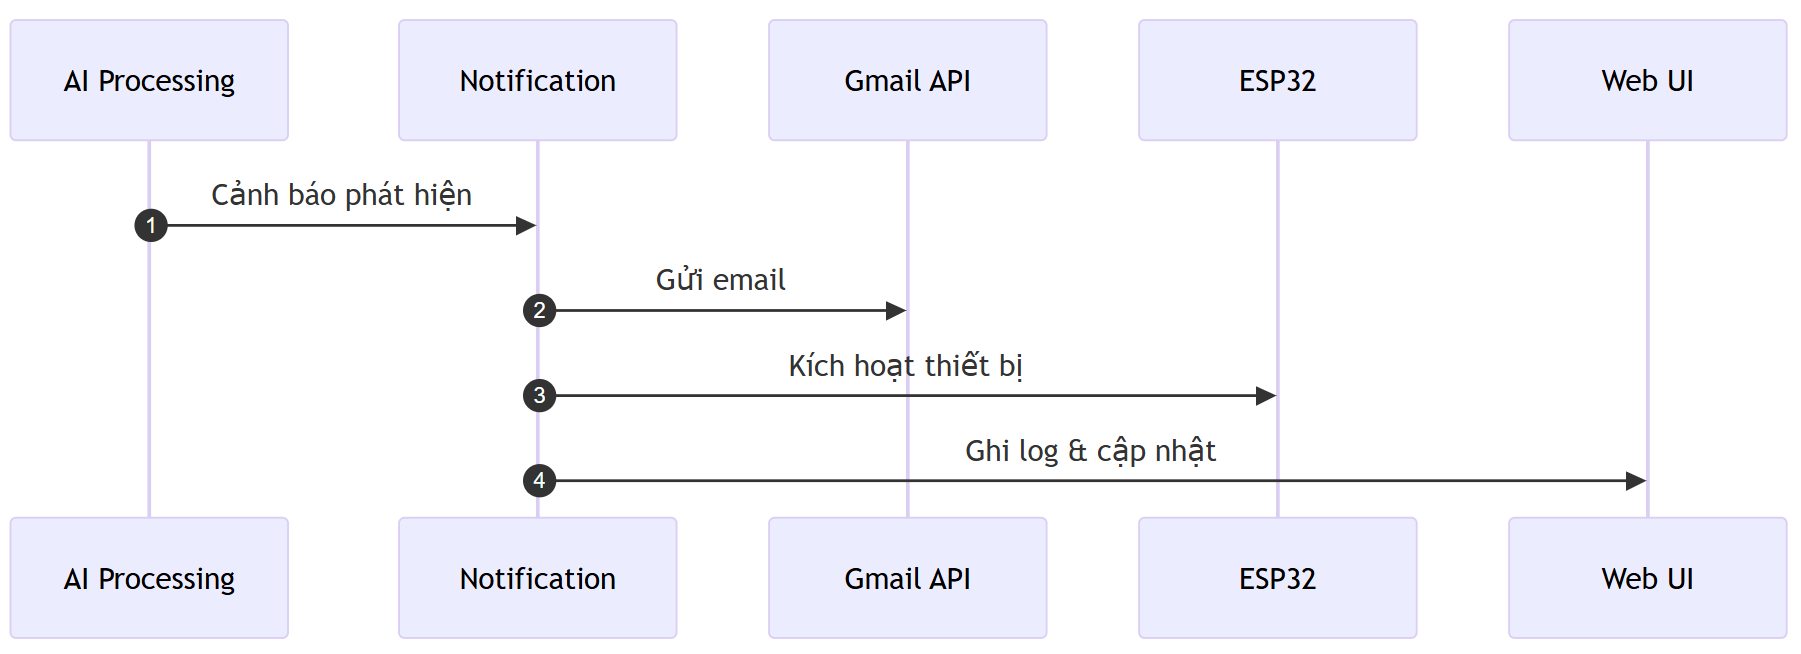 AI Processing
Notification
Gmail API
ESP32
Web UI
Cảnh báo phát hiện
1
Gửi email
2
Kích hoạt thiết bị
3
Ghi log & cập nhật
4
AI Processing
Notification
Gmail API
ESP32
Web UI